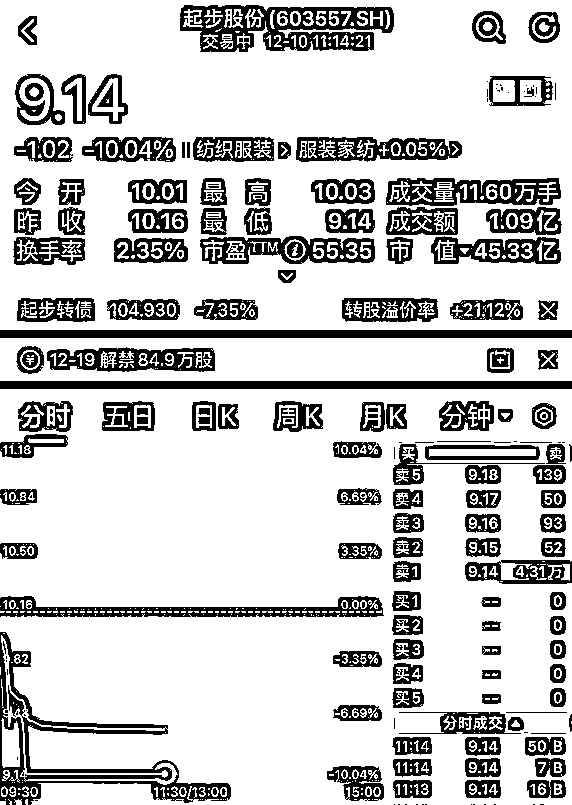 起步股份 (603557.SH)
交易中 12-10 11:14:21
9.14
-1.02 -10.04% 纺织服装 服装家纺+0.05%
今开 10.01 最高 10.03 成交量11.60万手
昨收 10.16 最低 9.14 成交额 1.09亿
换手率 2.35% 市盈TTM 55.35 市值 45.33亿
起步转债 104.930 -7.35% 转股溢价率 +21.12%
12-19 解禁84.9万股
分时 五日 日K 周K 月K 分钟
11.18 10.04%
10.84 6.69%
10.50 3.35%
10.16 0.00%
9.82 -3.35%
9.48 -6.69%
9.14 -10.04%
09:30 11:30/13:00 15:00
买 卖
卖5 9.18 139
卖4 9.17 50
卖3 9.16 93
卖2 9.15 52
卖1 9.14 4.31万
买1 -- 0
买2 -- 0
买3 -- 0
买4 -- 0
买5 -- 0
分时成交
11:14 9.14 50 B
11:14 9.14 7 B
11:13 9.14 16 B